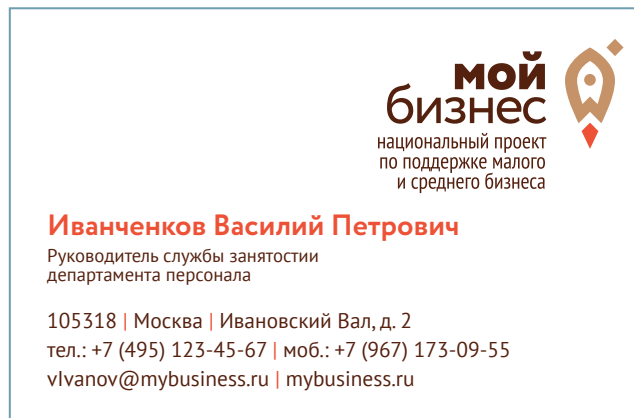 мой
бизнес
национальный проект
по поддержке малого
и среднего бизнеса
Иванченков Василий Петрович
Руководитель службы занятостии
департамента персонала
105318 | Москва | Ивановский Вал, д. 2
тел.: +7 (495) 123-45-67 | моб.: +7 (967) 173-09-55
vIvanov@mybusiness.ru | mybusiness.ru